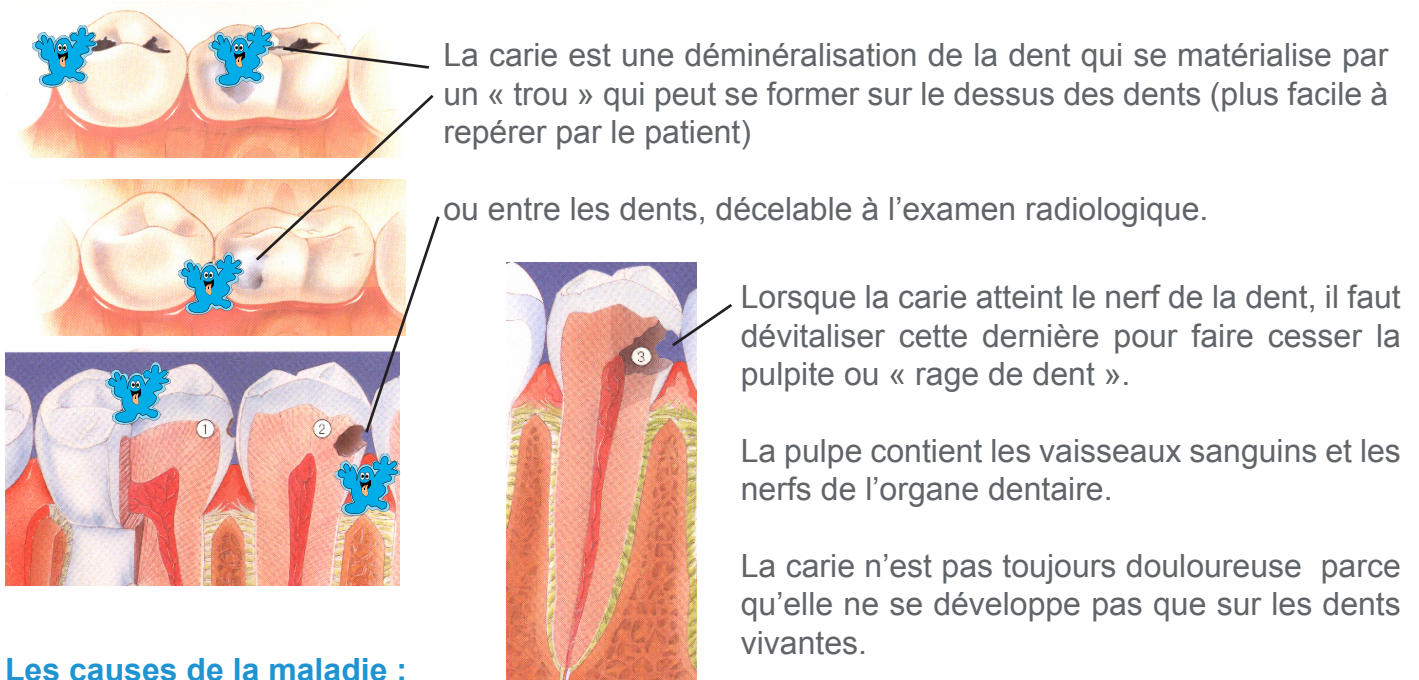 La carie est une déminéralisation de la dent qui se matérialise par
un « trou » qui peut se former sur le dessus des dents (plus facile à
repérer par le patient)
ou entre les dents, décelable à l’examen radiologique.
1
2
3
Lorsque la carie atteint le nerf de la dent, il faut
dévitaliser cette dernière pour faire cesser la
pulpite ou « rage de dent ».
La pulpe contient les vaisseaux sanguins et les
nerfs de l’organe dentaire.
La carie n’est pas toujours douloureuse  parce
qu’elle ne se développe pas que sur les dents
vivantes.
Les causes de la maladie :